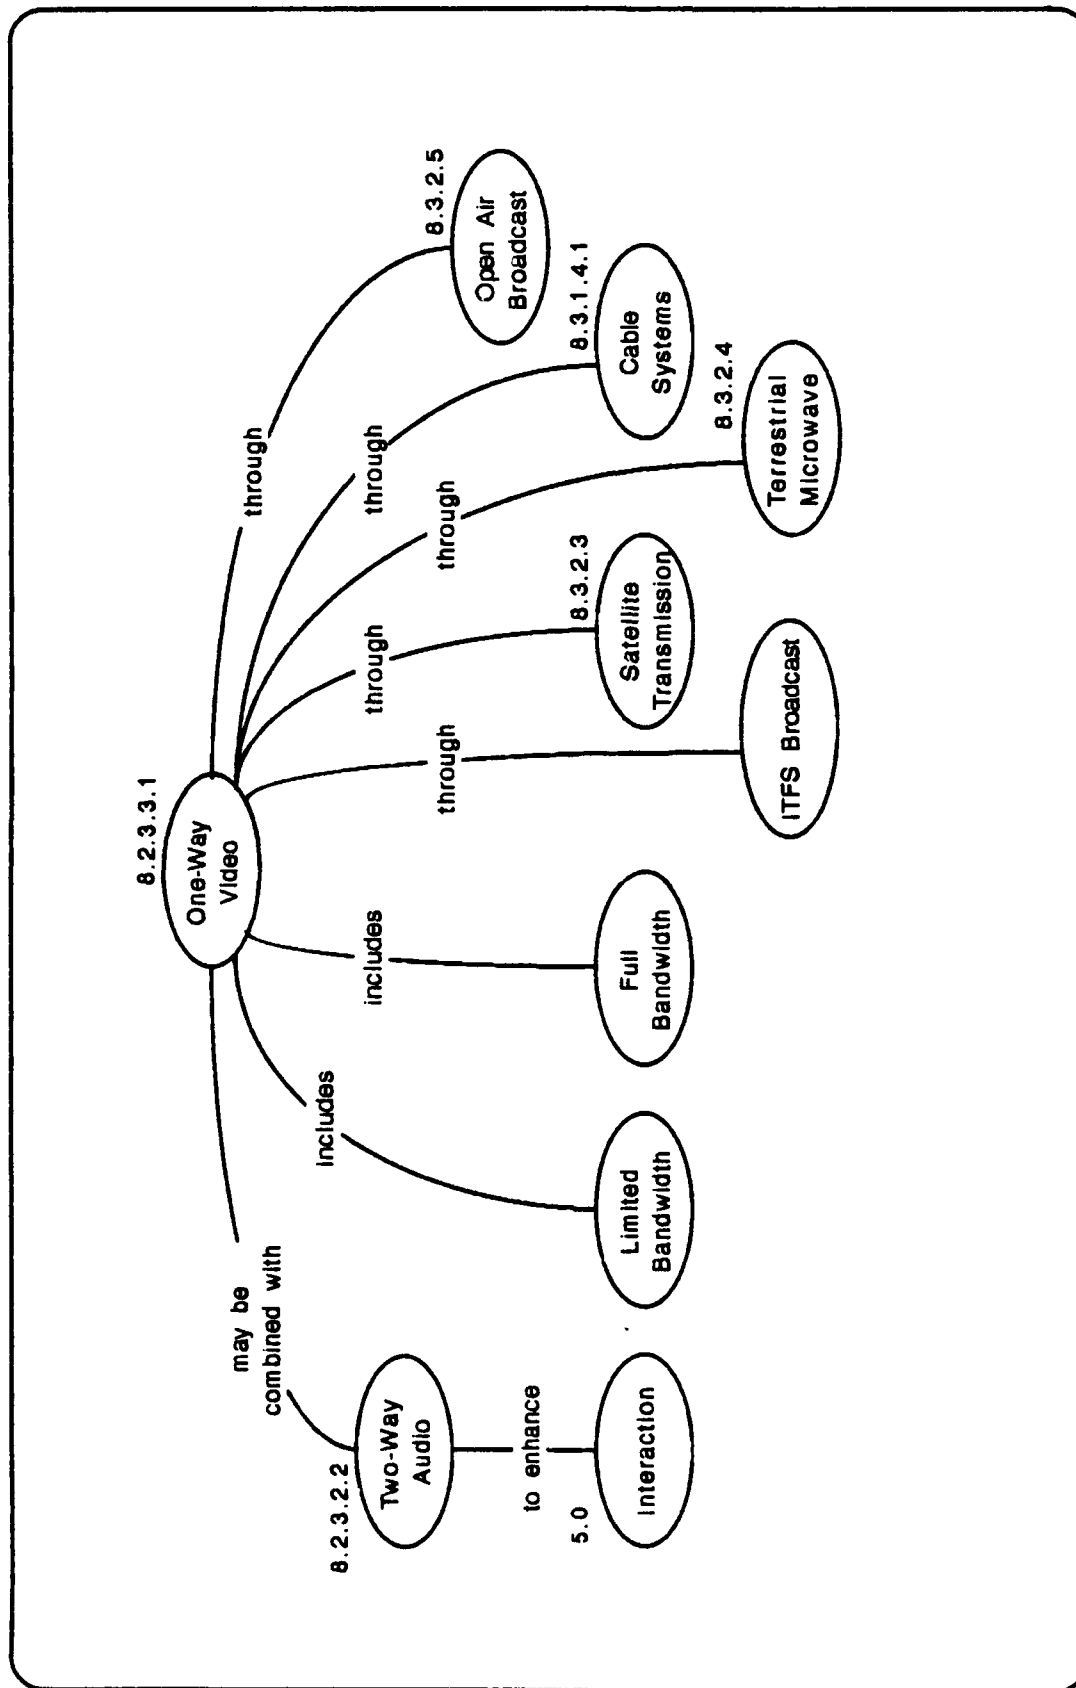 8.2.3.3.1
One-Way
Video
may be
combined with
includes
includes
through
through
through
through
through
8.2.3.2.2
Two-Way
Audio
to enhance
5.0
Interaction
Limited
Bandwidth
Full
Bandwidth
ITFS Broadcast
8.3.2.3
Satellite
Transmission
8.3.2.4
Terrestrial
Microwave
8.3.1.4.1
Cable
Systems
8.3.2.5
Open Air
Broadcast